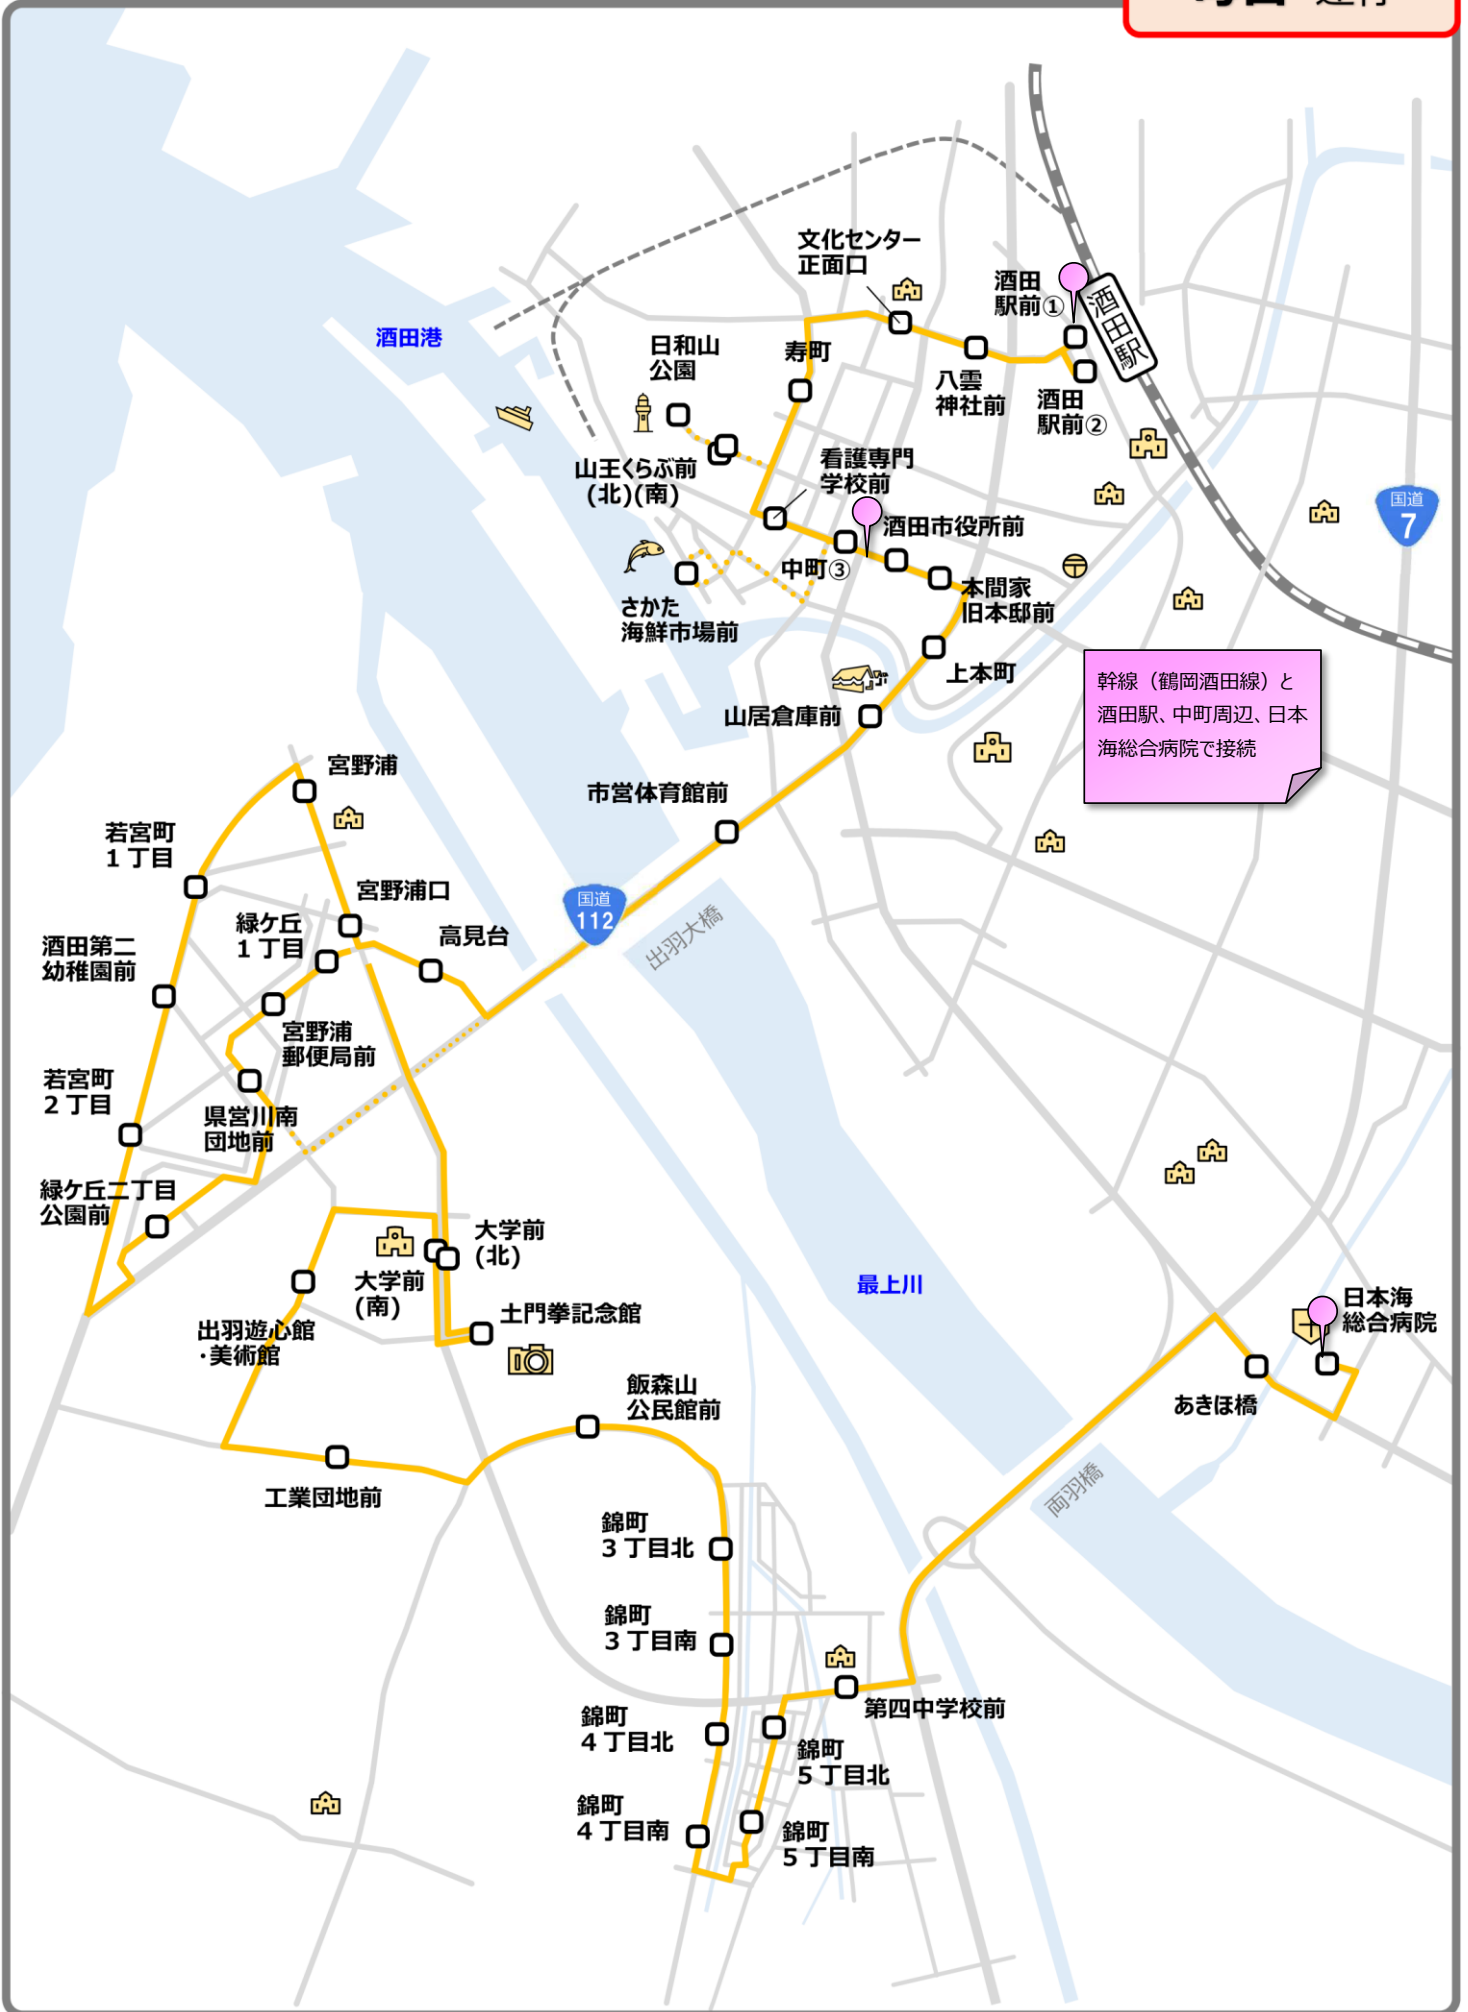 毎日 運行
文化センター
正面口
酒田
駅前①
酒田駅
酒田港
日和山
公園
寿町
八雲
神社前
酒田
駅前②
山王くらぶ前
(北)(南)
看護専門
学校前
酒田市役所前
中町③
国道
7
さかた
海鮮市場前
本間家
旧本邸前
上本町
山居倉庫前
幹線（鶴岡酒田線）と
酒田駅、中町周辺、日本
海総合病院で接続
宮野浦
市営体育館前
若宮町
1丁目
宮野浦口
国道
112
緑ケ丘
1丁目
高見台
出羽大橋
酒田第二
幼稚園前
宮野浦
郵便局前
若宮町
2丁目
県営川南
団地前
緑ケ丘二丁目
公園前
大学前
(北)
大学前
(南)
最上川
日本海
総合病院
出羽遊心館
・美術館
土門拳記念館
飯森山
公民館前
あきほ橋
工業団地前
両羽橋
錦町
3丁目北
錦町
3丁目南
第四中学校前
錦町
4丁目北
錦町
5丁目北
錦町
4丁目南
錦町
5丁目南